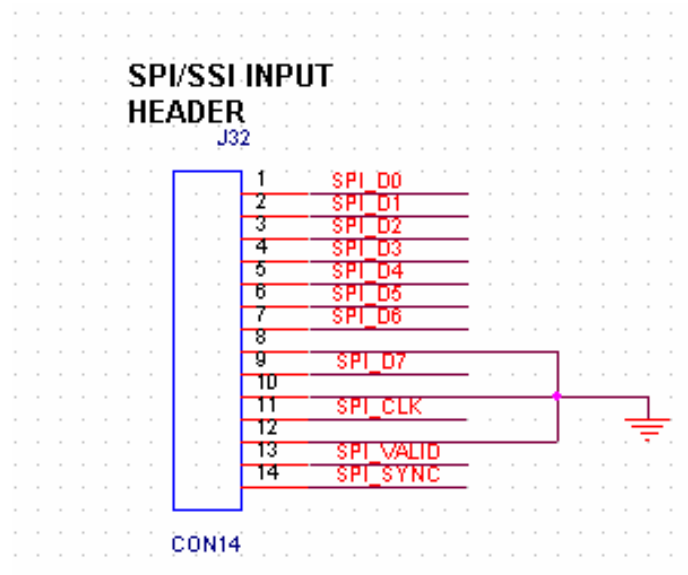 SPI/SSI INPUT
HEADER
J32
1 SPI_D0
2 SPI_D1
3 SPI_D2
4 SPI_D3
5 SPI_D4
6 SPI_D5
7 SPI_D6
8
9 SPI_D7
10
11 SPI_CLK
12
13 SPI_VALID
14 SPI_SYNC
CON14